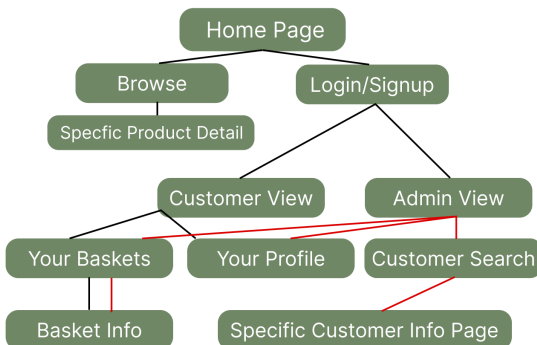 Home Page
Browse
Login/Signup
Specfic Product Detail
Customer View
Admin View
Your Baskets
Your Profile
Customer Search
Basket Info
Specific Customer Info Page